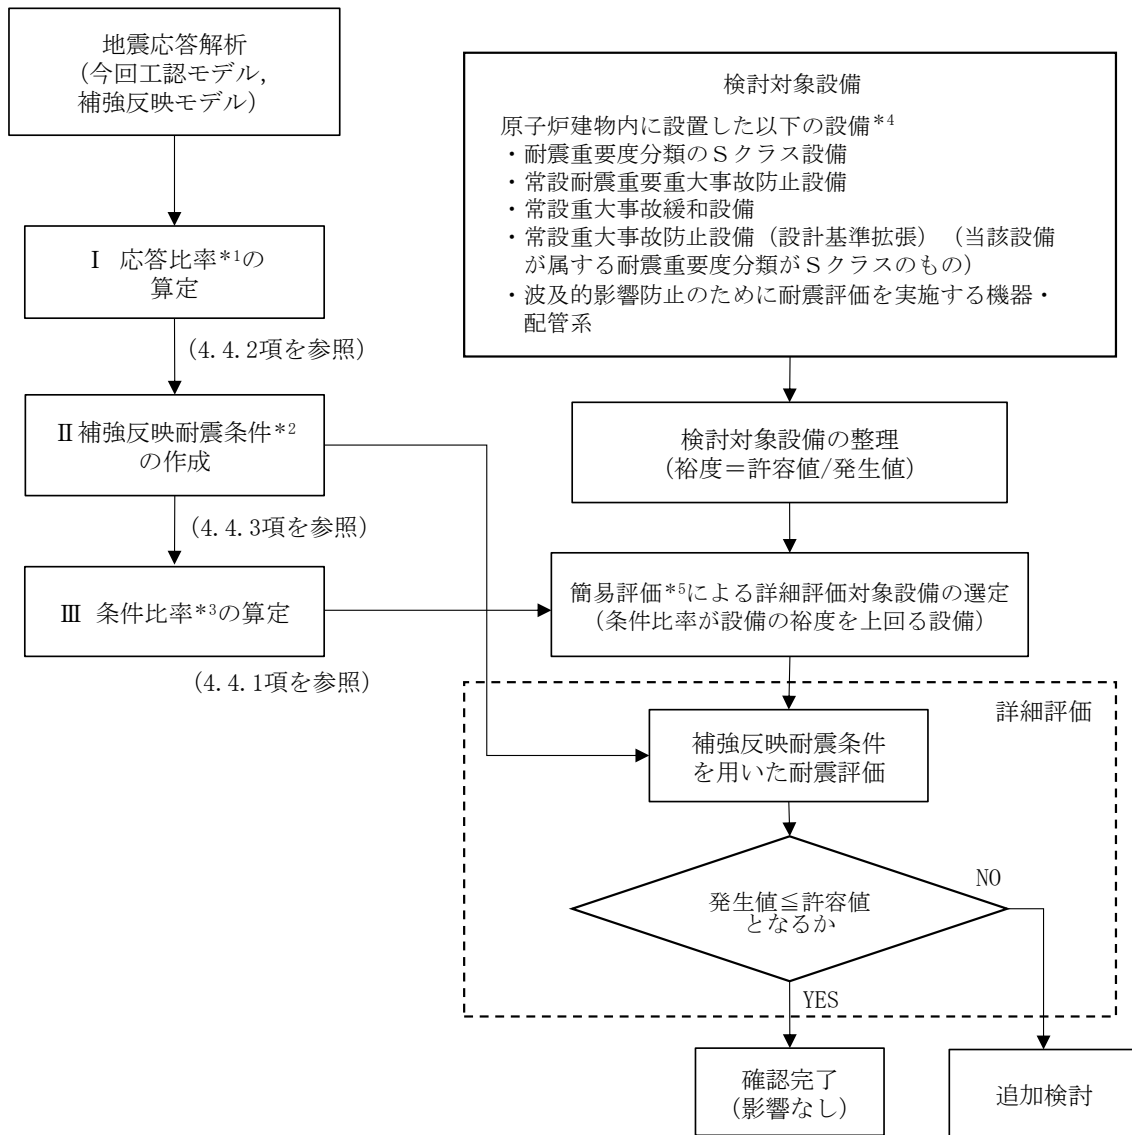 地震応答解析
（今回工認モデル，
補強反映モデル）
Ⅰ 応答比率*1の
算定
(4.4.2項を参照)
Ⅱ補強反映耐震条件*2
の作成
(4.4.3項を参照)
Ⅲ 条件比率*3の算定
(4.4.1項を参照)
検討対象設備
原子炉建物内に設置した以下の設備*4
・耐震重要度分類のＳクラス設備
・常設耐震重要重大事故防止設備
・常設重大事故緩和設備
・常設重大事故防止設備（設計基準拡張）（当該設備
が属する耐震重要度分類がＳクラスのもの）
・波及的影響防止のために耐震評価を実施する機器・
配管系
検討対象設備の整理
（裕度＝許容値/発生値）
簡易評価*5による詳細評価対象設備の選定
（条件比率が設備の裕度を上回る設備）
詳細評価
補強反映耐震条件
を用いた耐震評価
発生値≦許容値
となるか
NO
YES
確認完了
（影響なし）
追加検討